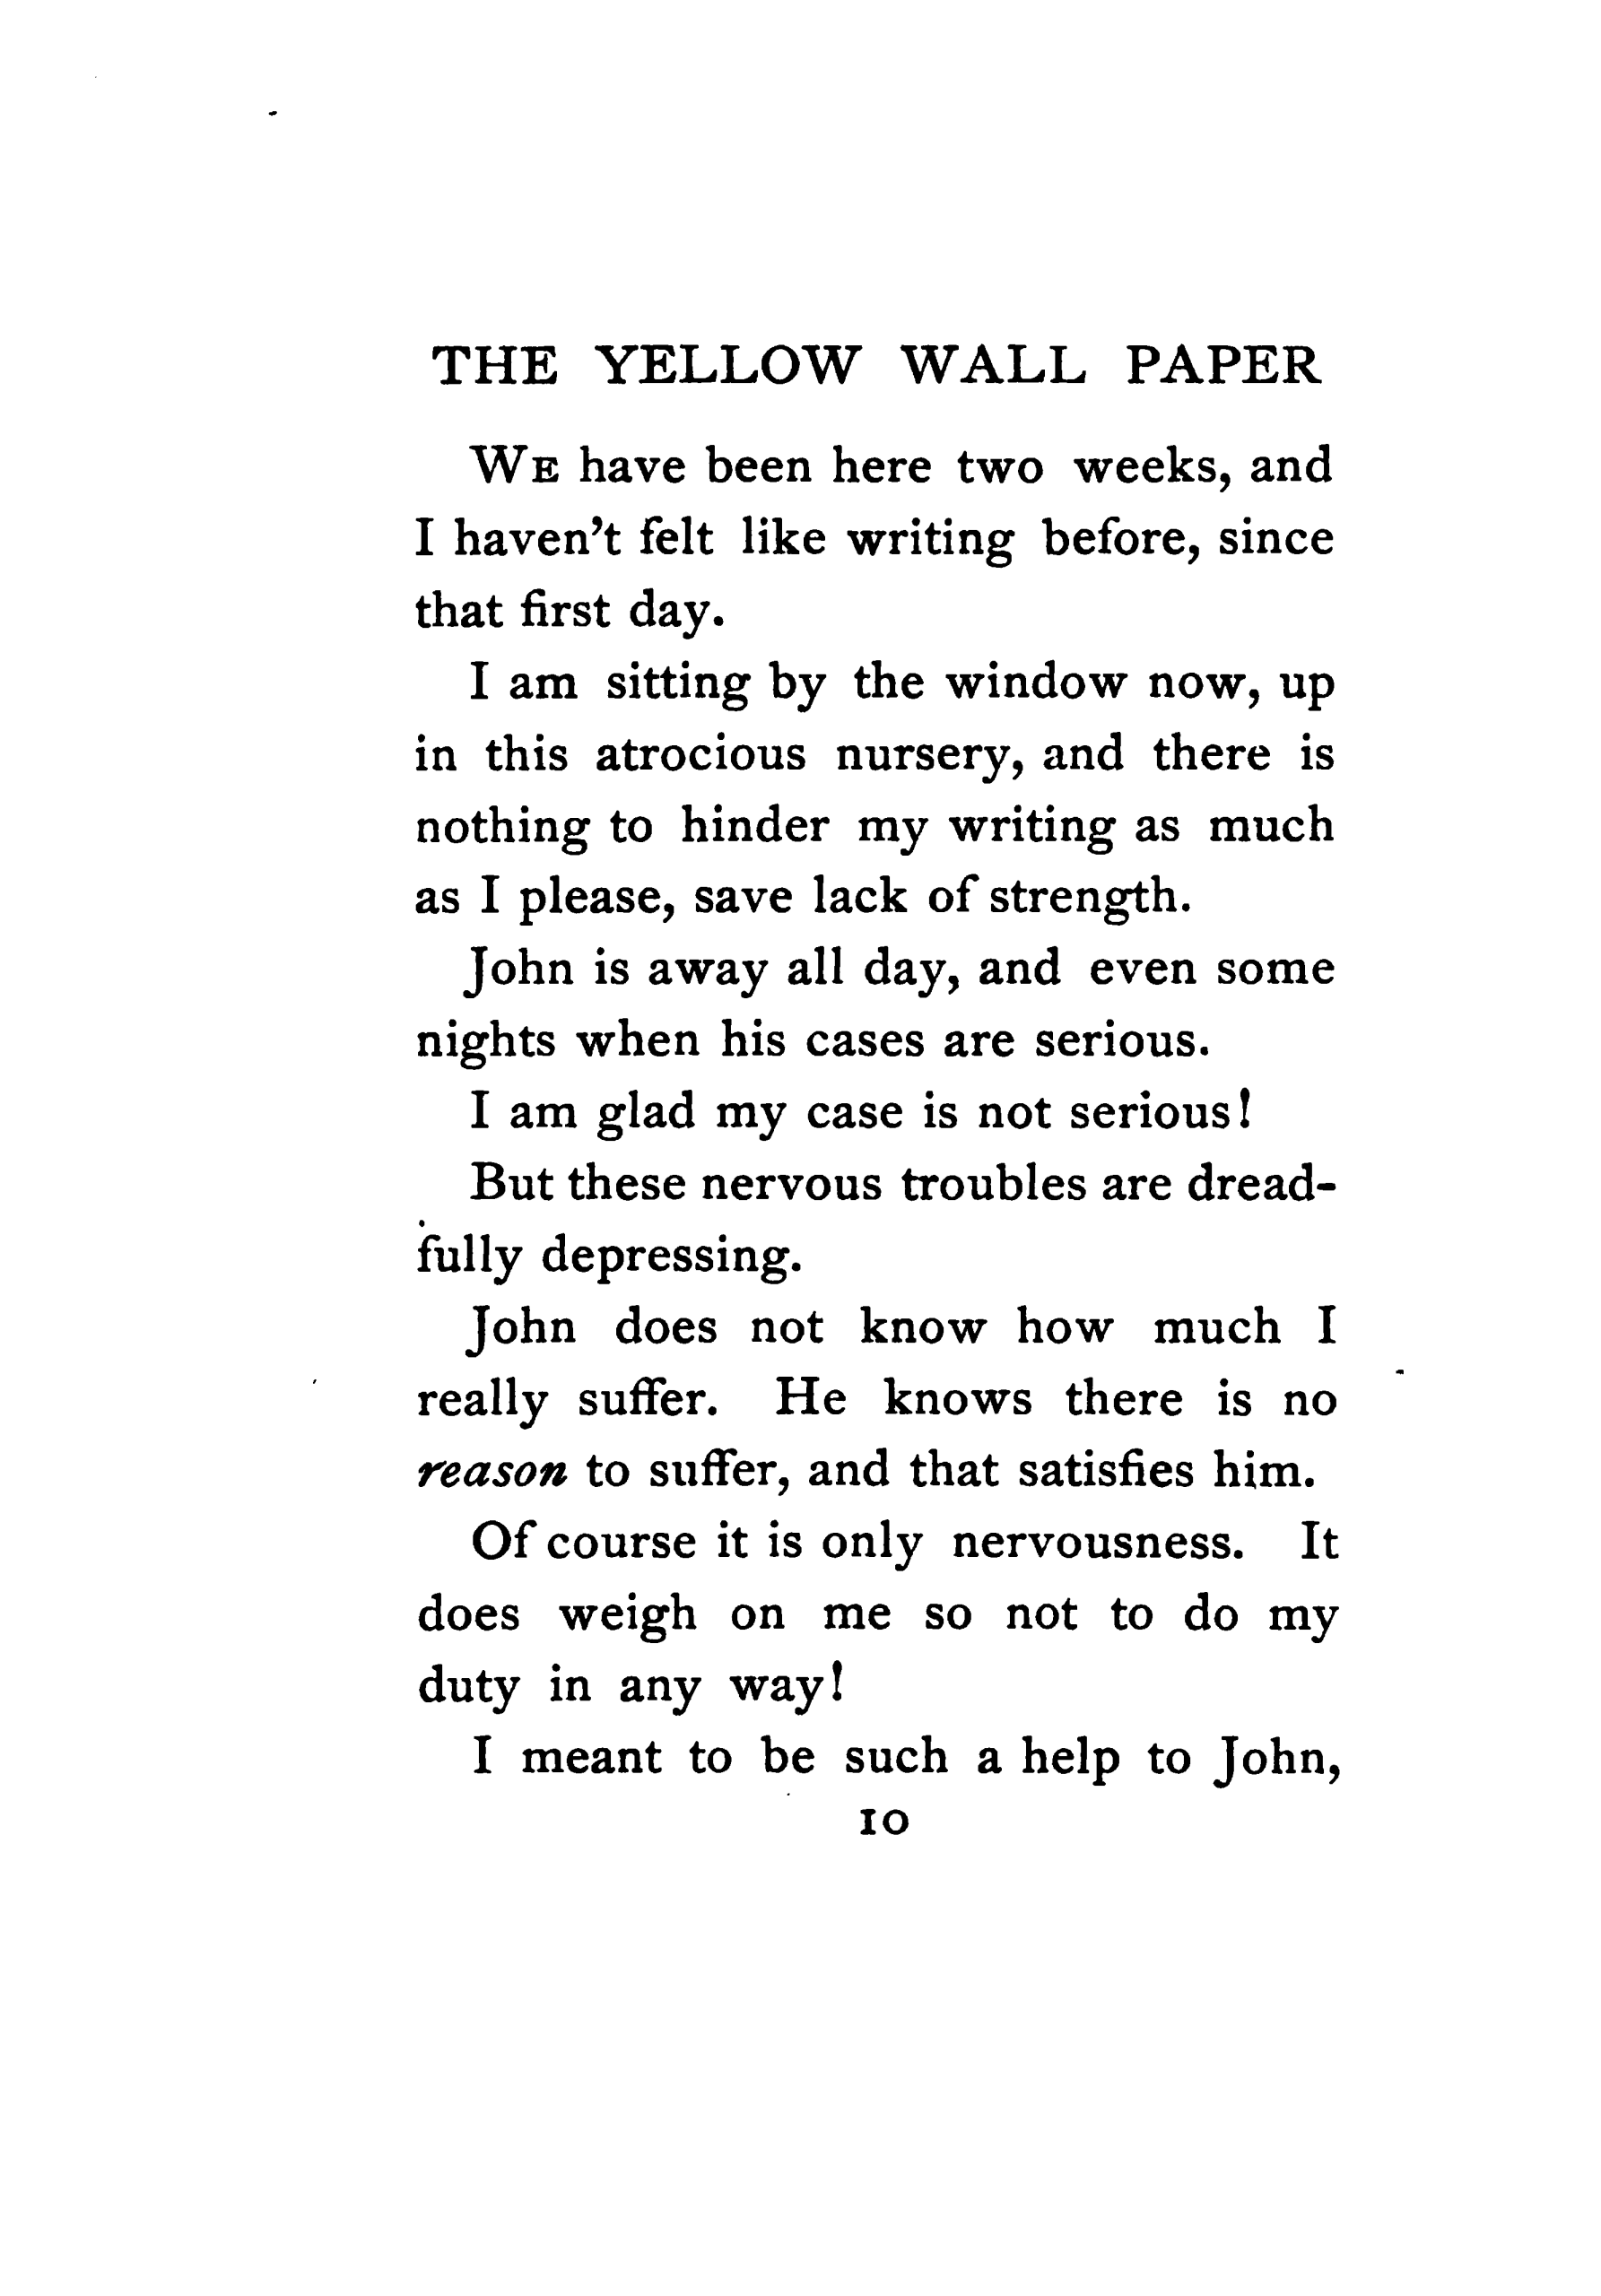 THE YELLOW WALL PAPER
WE have been here two weeks, and
I haven't felt like writing before, since
that first day.
I am sitting by the window now, up
in this atrocious nursery, and there is
nothing to hinder my writing as much
as I please, save lack of strength.
John is away all day, and even some
nights when his cases are serious.
I am glad my case is not serious!
But these nervous troubles are dread-
fully depressing.
John does not know how much I
really suffer. He knows there is no
reason to suffer, and that satisfies him.
Of course it is only nervousness. It
does weigh on me so not to do my
duty in any way!
I meant to be such a help to John,
10